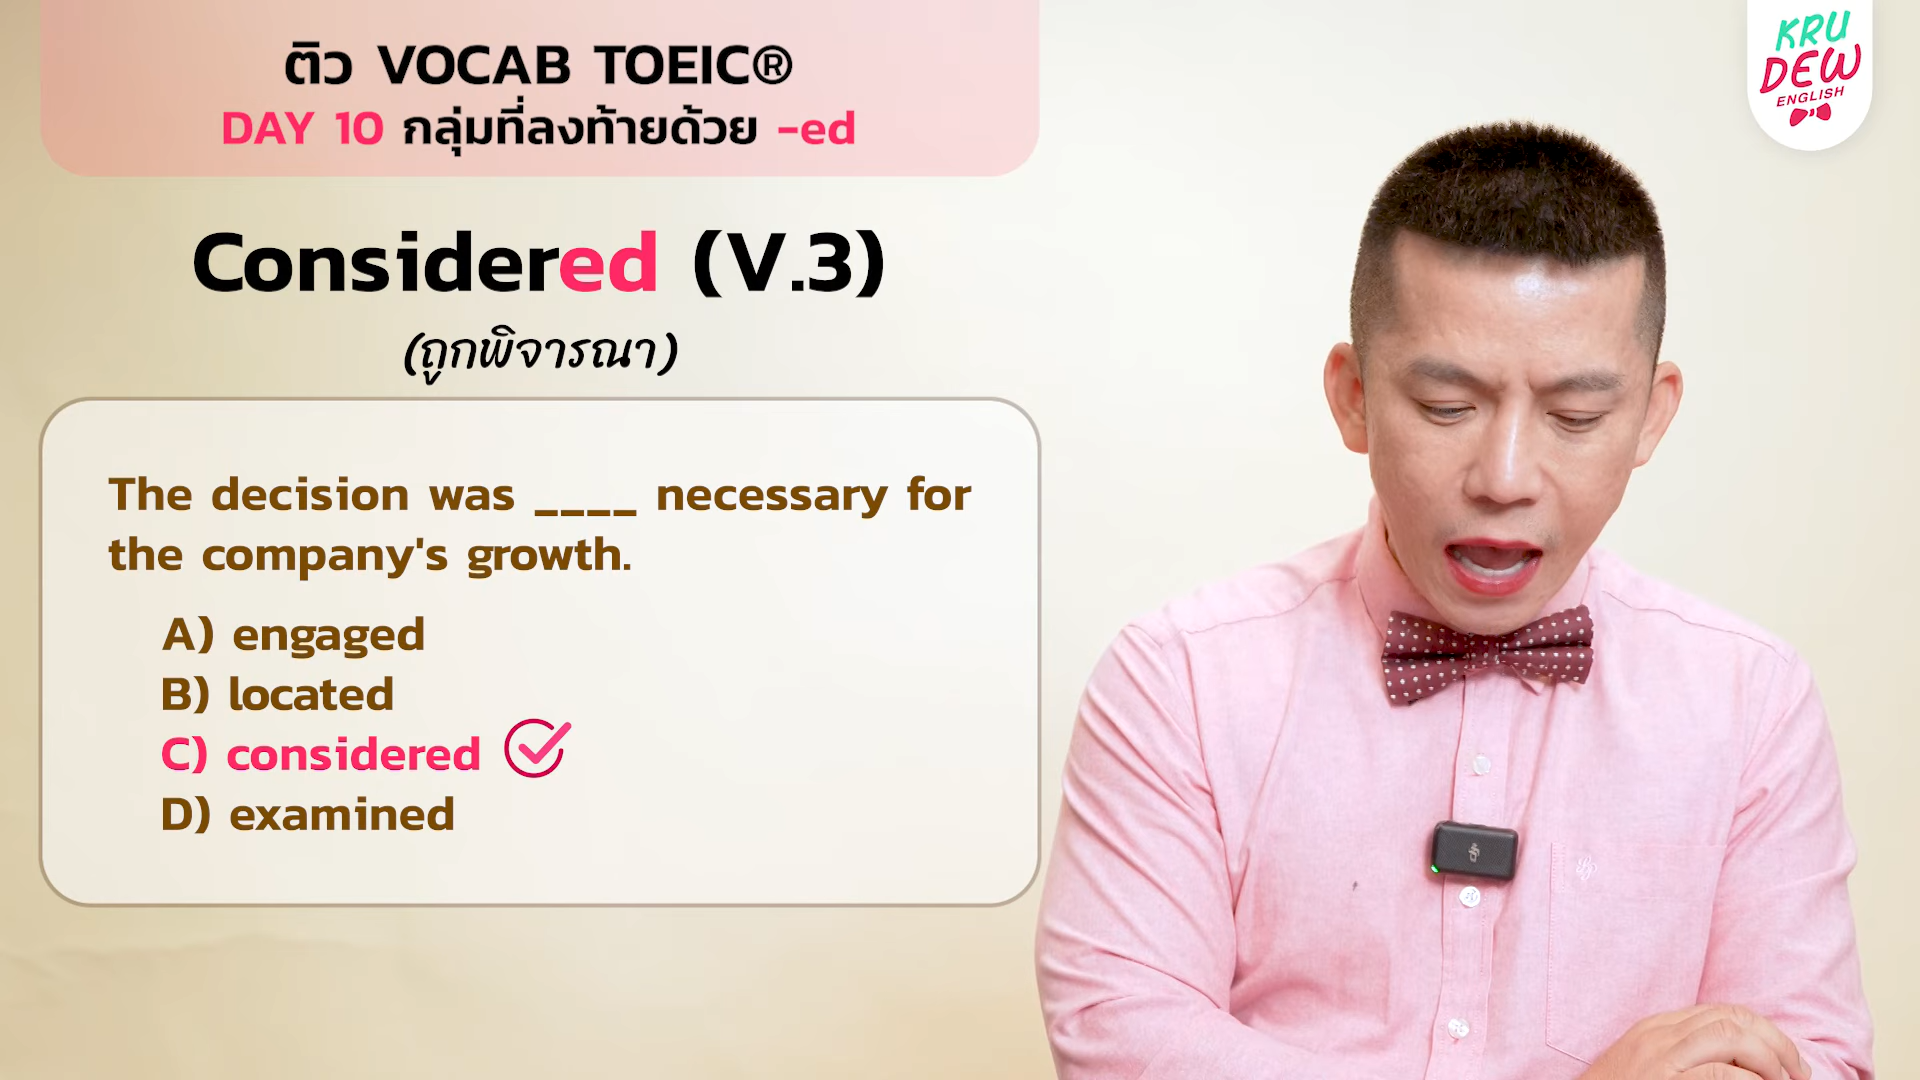 ติว VOCAB TOEIC®
DAY 10 กลุ่มที่ลงท้ายด้วย -ed
KRU
DEW
ENGLISH
Considered (V.3)
(ถูกพิจารณา)
The decision was ____ necessary for
the company's growth.
A) engaged
B) located
C) considered
D) examined